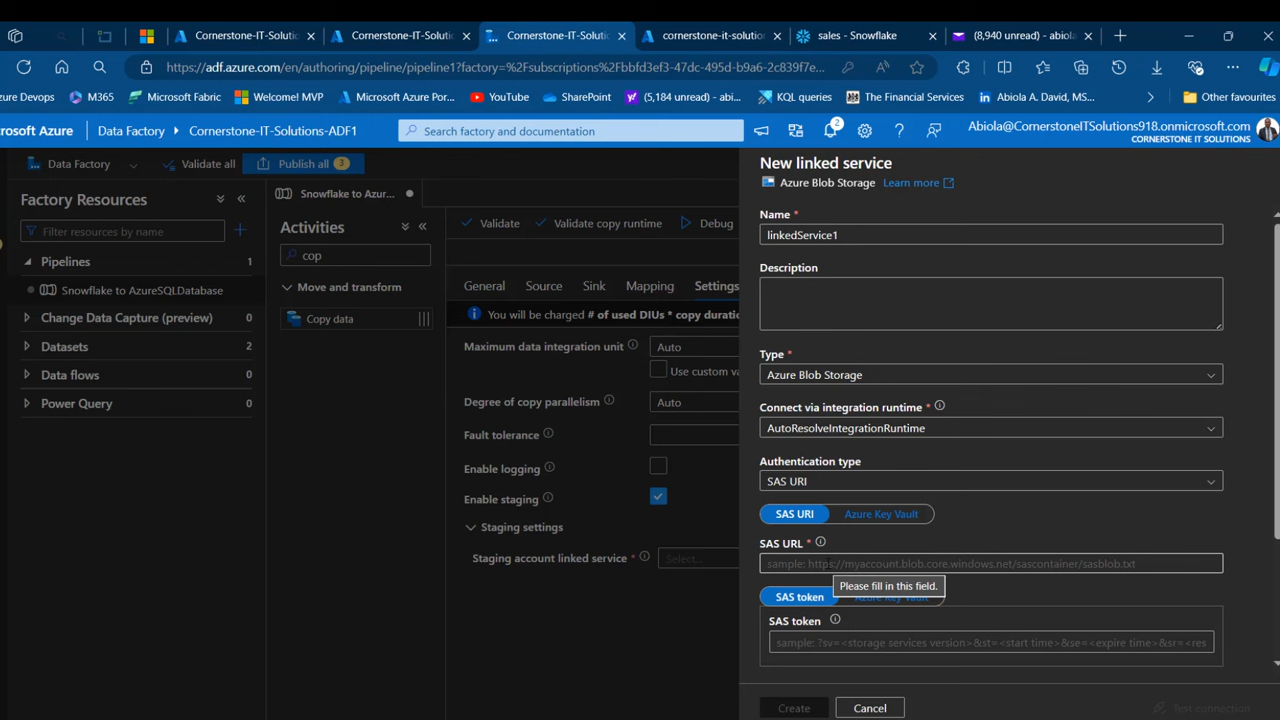 Cornerstone-IT-Solutio
Cornerstone-IT-Solutic
Cornerstone-IT-Solutic
cornerstone-it-solution
sales - Snowflake
(8,940 unread) - abiola
https://adf.azure.com/en/authoring/pipeline/pipeline1?factory=%2Fsubscriptions%2Fbbfd3ef3-47dc-495d-b9a6-2c839f7e...
zure Devops
M365
Microsoft Fabric
Welcome! MVP
Microsoft Azure Por...
YouTube
SharePoint
(5,184 unread) - abi...
KQL queries
The Financial Services
Abiola A. David, MS...
Other favourites
rosoft Azure
Data Factory
Cornerstone-IT-Solutions-ADF1
Search factory and documentation
2
Abiola@CornerstoneITSolutions918.onmicrosoft.com
CORNERSTONE IT SOLUTIONS
Data Factory
Validate all
Publish all
3
Factory Resources
Filter resources by name
Pipelines
1
Snowflake to AzureSQLDatabase
Change Data Capture (preview)
0
Datasets
2
Data flows
0
Power Query
0
Snowflake to Azur...
Activities
cop
Move and transform
Copy data
Validate
Validate copy runtime
Debug
General
Source
Sink
Mapping
Settings
You will be charged # of used DIUs * copy duratio
Maximum data integration unit
Auto
Use custom va
Degree of copy parallelism
Auto
Fault tolerance
Enable logging
Enable staging
Staging settings
Staging account linked service *
Select...
New linked service
Azure Blob Storage
Learn more
Name *
linkedService1
Description
Type *
Azure Blob Storage
Connect via integration runtime *
AutoResolveIntegrationRuntime
Authentication type
SAS URI
SAS URI
Azure Key Vault
SAS URL *
sample: https://myaccount.blob.core.windows.net/sascontainer/sasblob.txt
Please fill in this field.
SAS token
Azure Key Vault
SAS token
sample: ?sv=<storage services version>&st=<start time>&se=<expire time>&sr=<res
Create
Cancel
Test connection